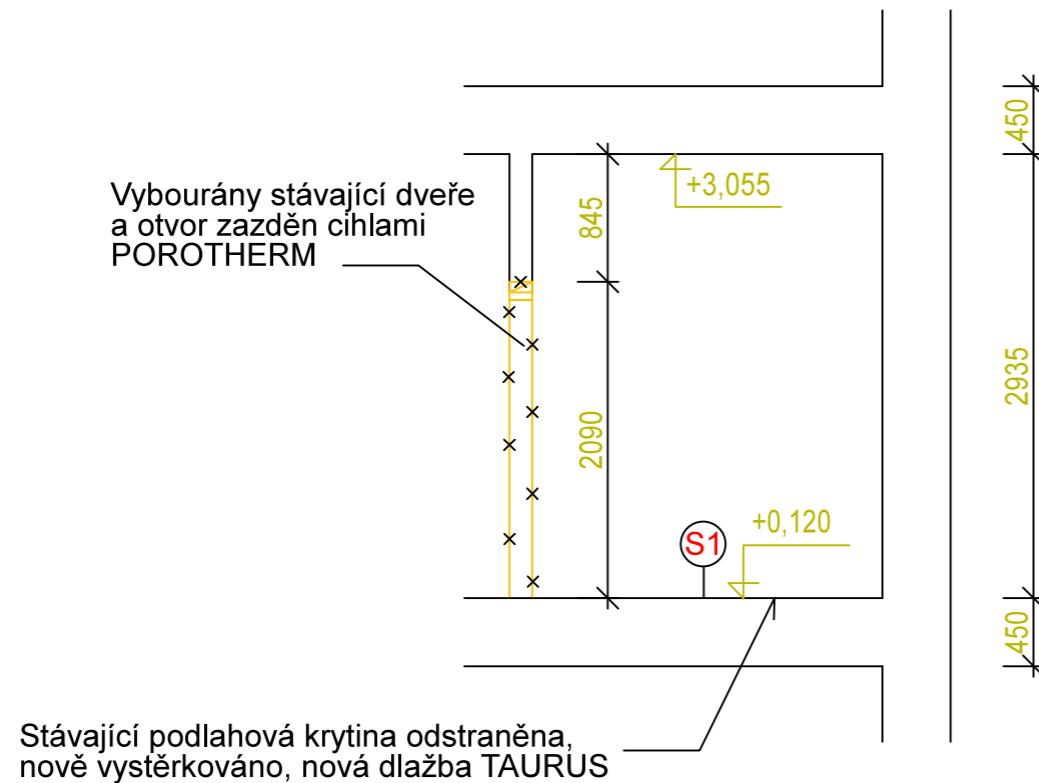 450
Vybourány stávající dveře
a otvor zazděn cihlami
POROTHERM
845
+3,055
2935
2090
S1
+0,120
450
Stávající podlahová krytina odstraněna,
nově vystěrkováno, nová dlažba TAURUS